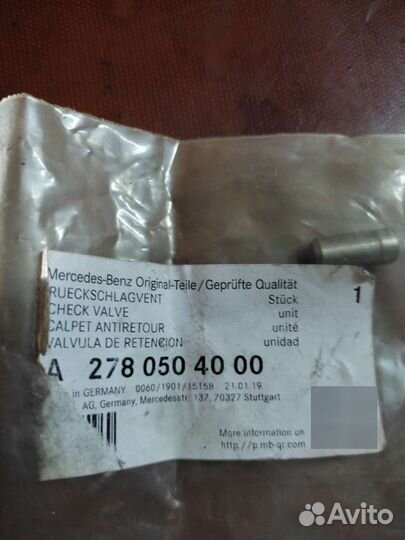 Mercedes-Benz Original-Teile/Geprüfte Qualität
RUECKSCHLAGVENT Stück 1
CHECK VALVE unit
CALPET ANTIRETOUR unité
VALVULA DE RETENCION unidad
A 278 050 40 00
in GERMANY 0060/1901/15158 21.01.19
AG, Germany, Mercedesstr. 137, 70327 Stuttgart
More information on
http://p.mb-qr.com
Avito